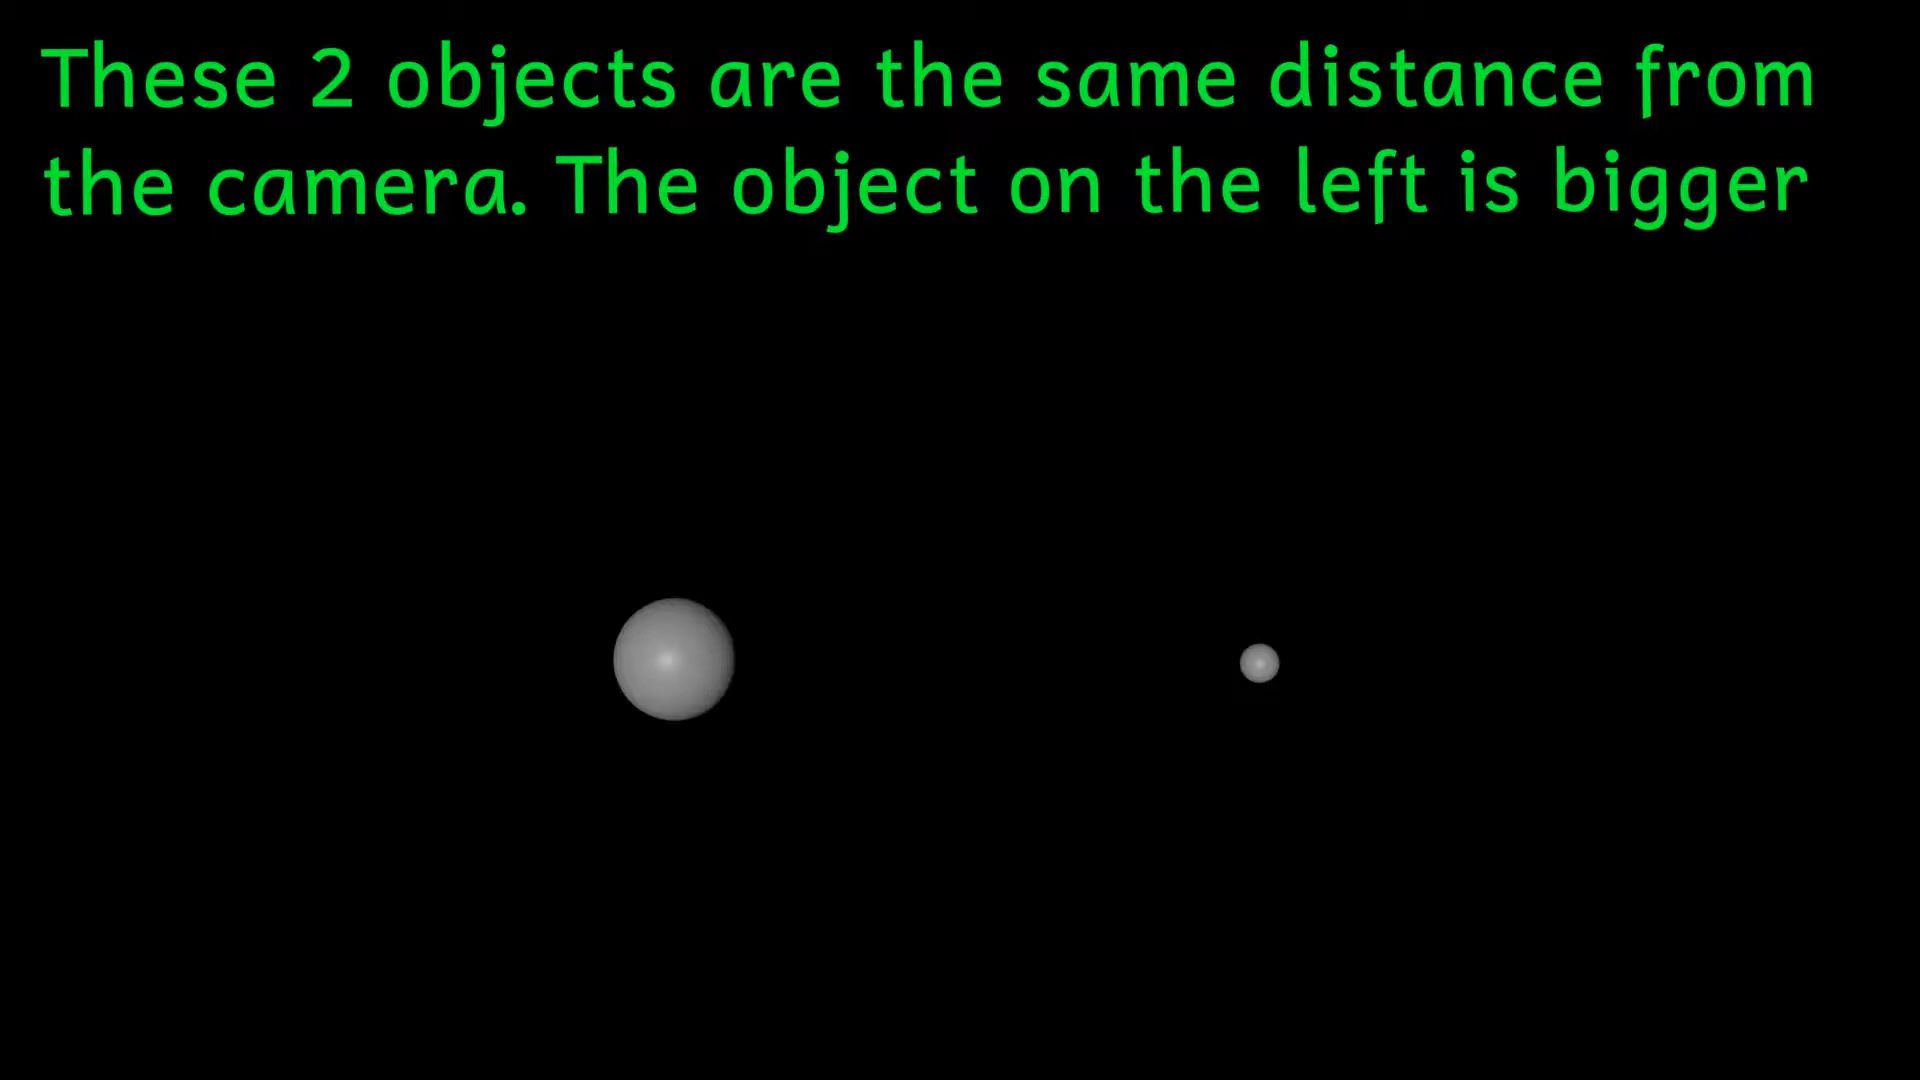 These 2 objects are the same distance from
the camera. The object on the left is bigger